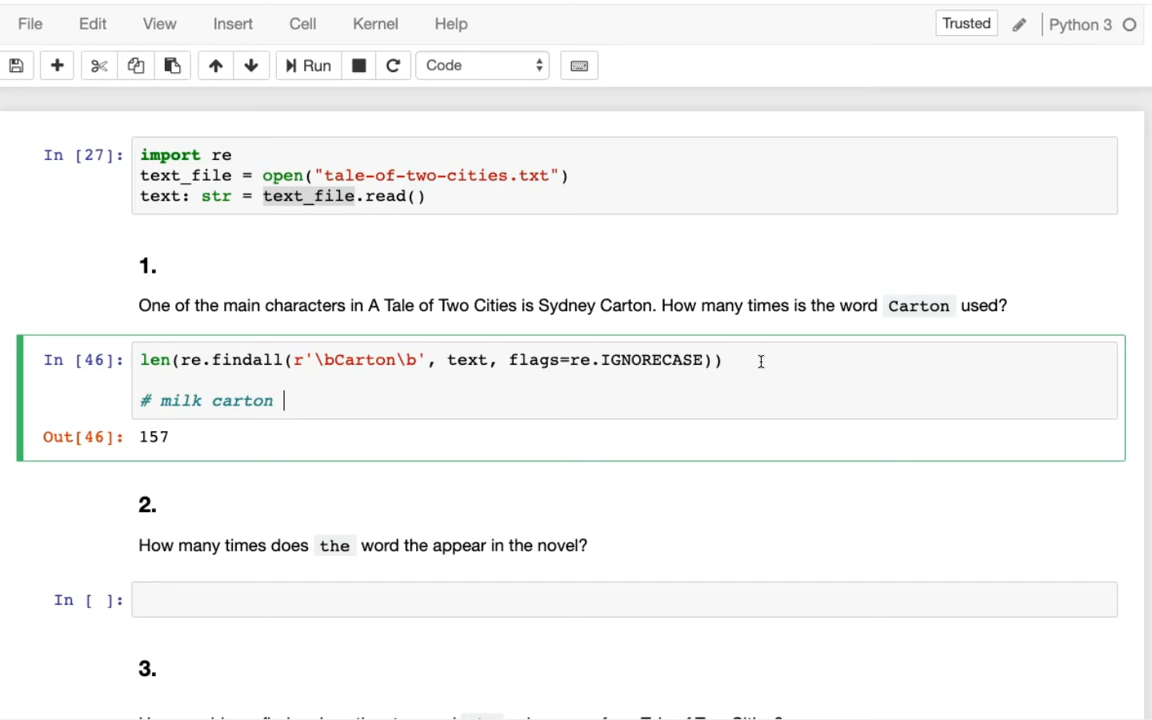 File Edit View Insert Cell Kernel Help Trusted Python 3
Run Code
In [27]: import re
text_file = open("tale-of-two-cities.txt")
text: str = text_file.read()
1.
One of the main characters in A Tale of Two Cities is Sydney Carton. How many times is the word Carton used?
In [46]: len(re.findall(r'\bCarton\b', text, flags=re.IGNORECASE))
# milk carton
Out[46]: 157
2.
How many times does the word the appear in the novel?
In [ ]:
3.